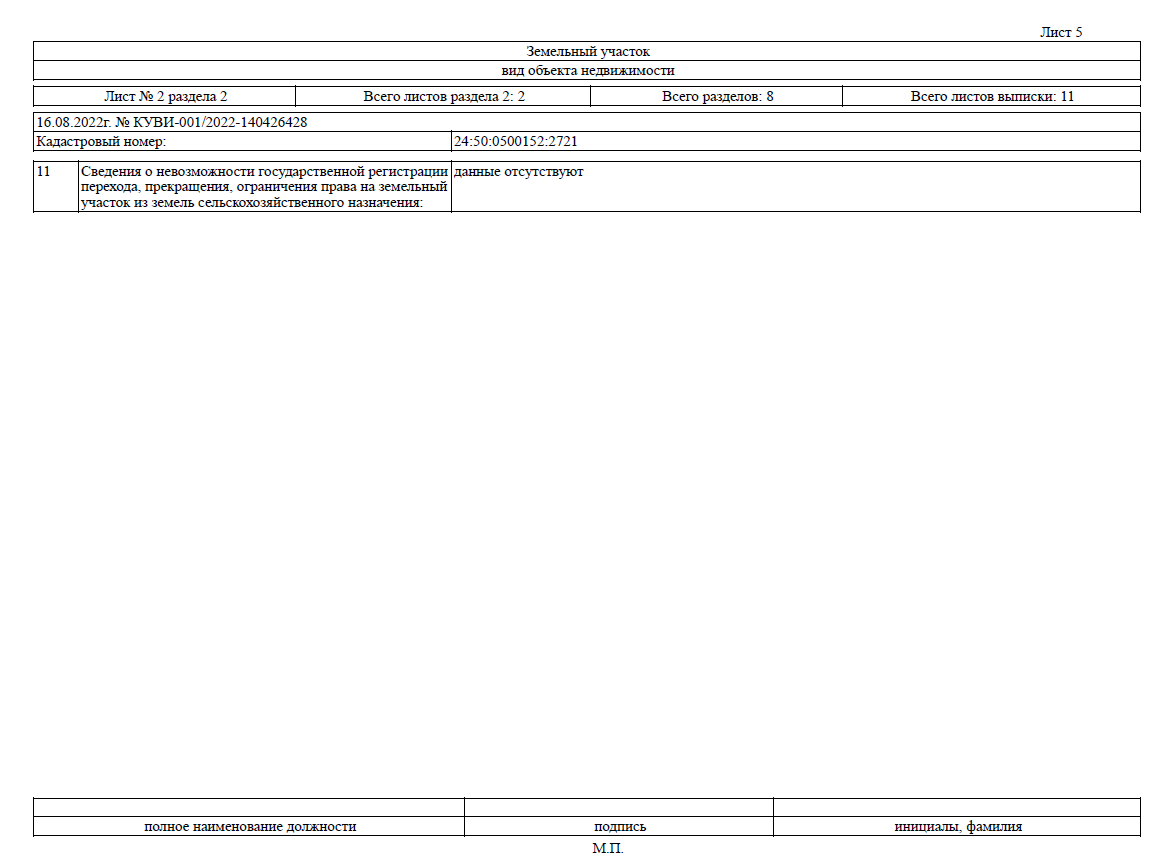 Лист 5
Земельный участок
вид объекта недвижимости
Лист № 2 раздела 2 Всего листов раздела 2: 2 Всего разделов: 8 Всего листов выписки: 11
16.08.2022г. № КУВИ-001/2022-140426428
Кадастровый номер: 24:50:0500152:2721
11 Сведения о невозможности государственной регистрации данные отсутствуют
перехода, прекращения, ограничения права на земельный
участок из земель сельскохозяйственного назначения:
полное наименование должности подпись инициалы, фамилия
М.П.